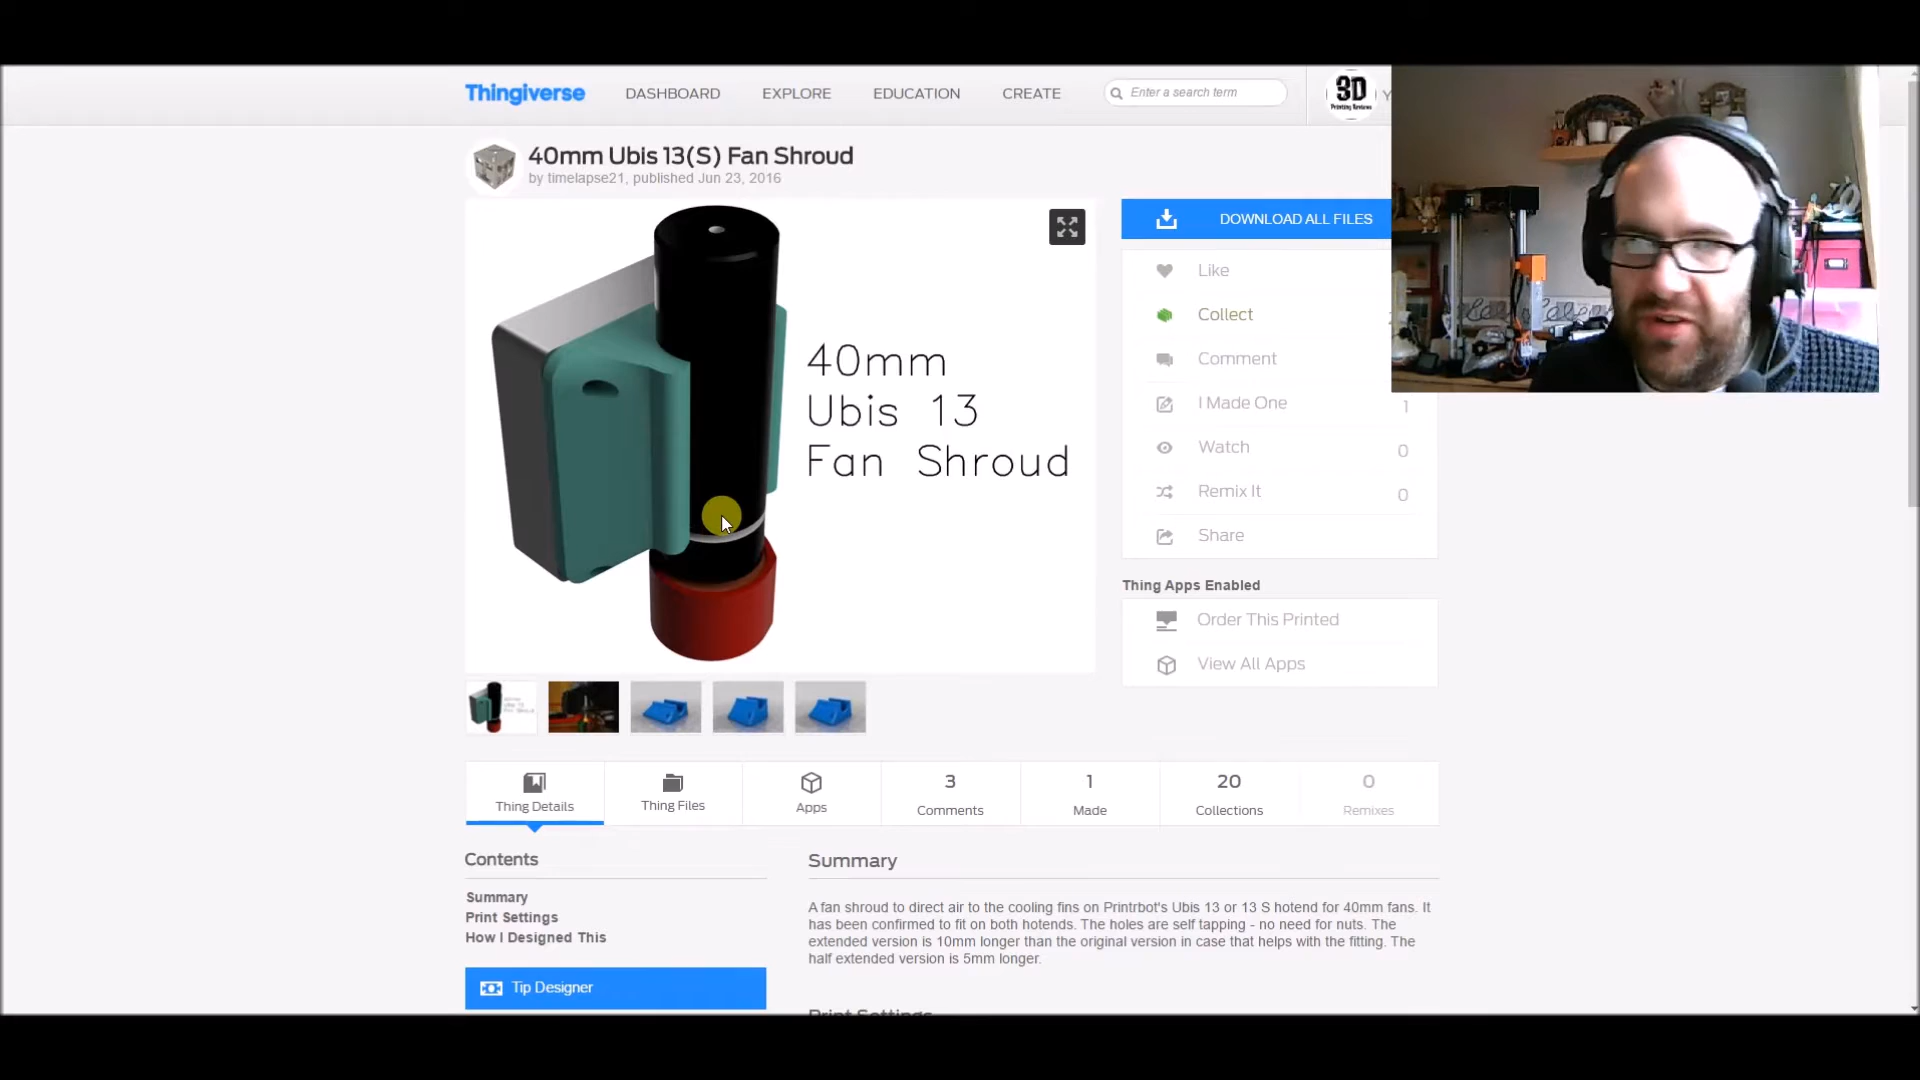 Thingiverse
DASHBOARD
EXPLORE
EDUCATION
CREATE
Enter a search term
3D
Printing Reviews
Y
40mm Ubis 13(S) Fan Shroud
by timelapse21, published Jun 23, 2016
40mm
Ubis 13
Fan Shroud
DOWNLOAD ALL FILES
Like
Collect
Comment
I Made One 1
Watch 0
Remix It 0
Share
Thing Apps Enabled
Order This Printed
View All Apps
Thing Details
Thing Files
Apps
3
Comments
1
Made
20
Collections
0
Remixes
Contents
Summary
Print Settings
How I Designed This
Tip Designer
Summary
A fan shroud to direct air to the cooling fins on Printrbot's Ubis 13 or 13 S hotend for 40mm fans. It
has been confirmed to fit on both hotends. The holes are self tapping - no need for nuts. The
extended version is 10mm longer than the original version in case that helps with the fitting. The
half extended version is 5mm longer.
Print Settings